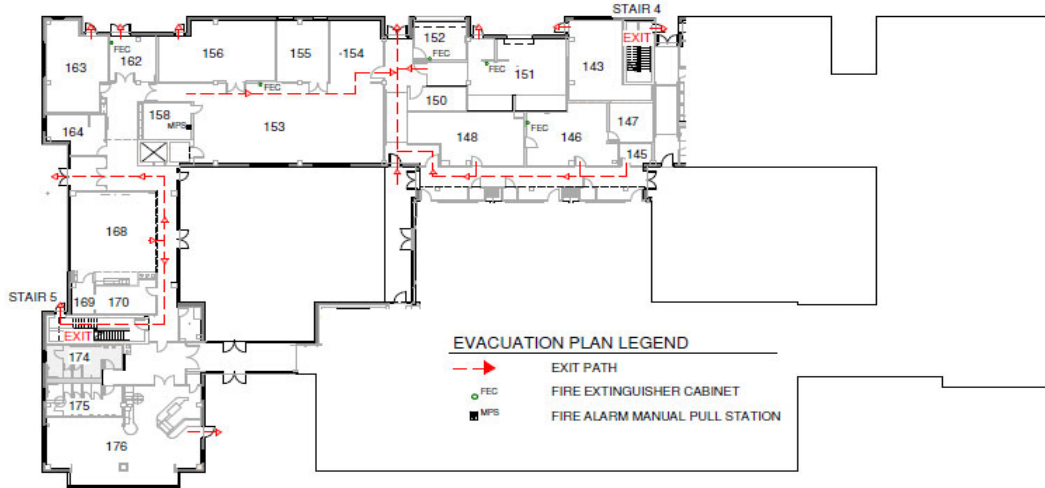 STAIR 4
EXIT
163
FEC
162
156
155
-154
152
FEC
FEC
151
143
FEC
158
MPS
153
150
148
FEC
146
147
145
164
168
169
170
STAIR 5
EXIT
174
175
176
EVACUATION PLAN LEGEND
EXIT PATH
FEC FIRE EXTINGUISHER CABINET
MPS FIRE ALARM MANUAL PULL STATION